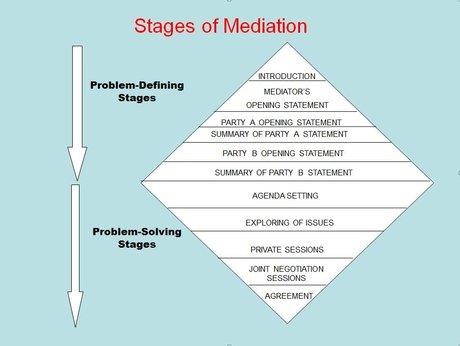 Stages of Mediation
Problem-Defining
Stages
INTRODUCTION
MEDIATOR'S
OPENING STATEMENT
PARTY A OPENING STATEMENT
SUMMARY OF PARTY A STATEMENT
PARTY B OPENING STATEMENT
SUMMARY OF PARTY B STATEMENT
Problem-Solving
Stages
AGENDA SETTING
EXPLORING OF ISSUES
PRIVATE SESSIONS
JOINT NEGOTIATION
SESSIONS
AGREEMENT